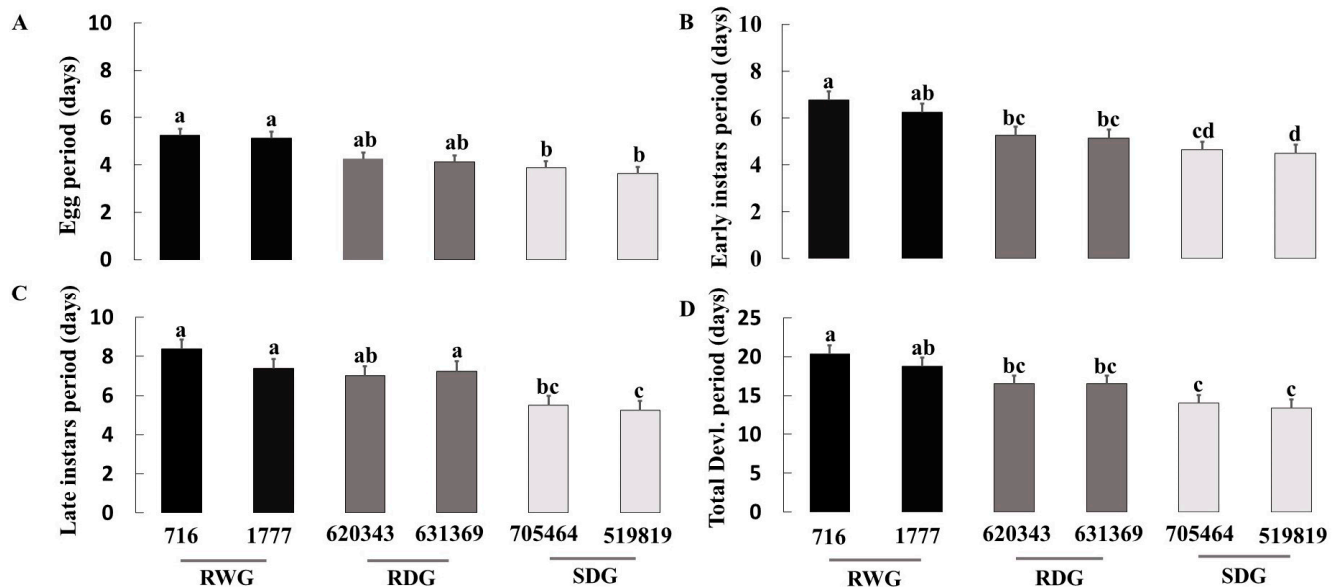 A
Egg period (days)
10
8
6
4
2
0
a
a
ab
ab
b
b
B
Early instars period (days)
10
8
6
4
2
0
a
ab
bc
bc
cd
d
C
Late instars period (days)
10
8
6
4
2
0
a
a
ab
a
bc
c
716 1777 620343 631369 705464 519819
RWG RDG SDG
D
Total Devl. period (days)
25
20
15
10
5
0
a
ab
bc
bc
c
c
716 1777 620343 631369 705464 519819
RWG RDG SDG